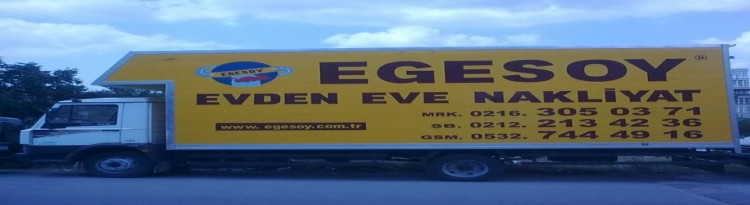 EGESOY
EGESOY ®
EVDEN EVE NAKLİYAT
MRK. 0216. 305 03 71
www. egesoy.com.tr
SB. 0212. 213 42 36
GSM. 0532. 744 49 16